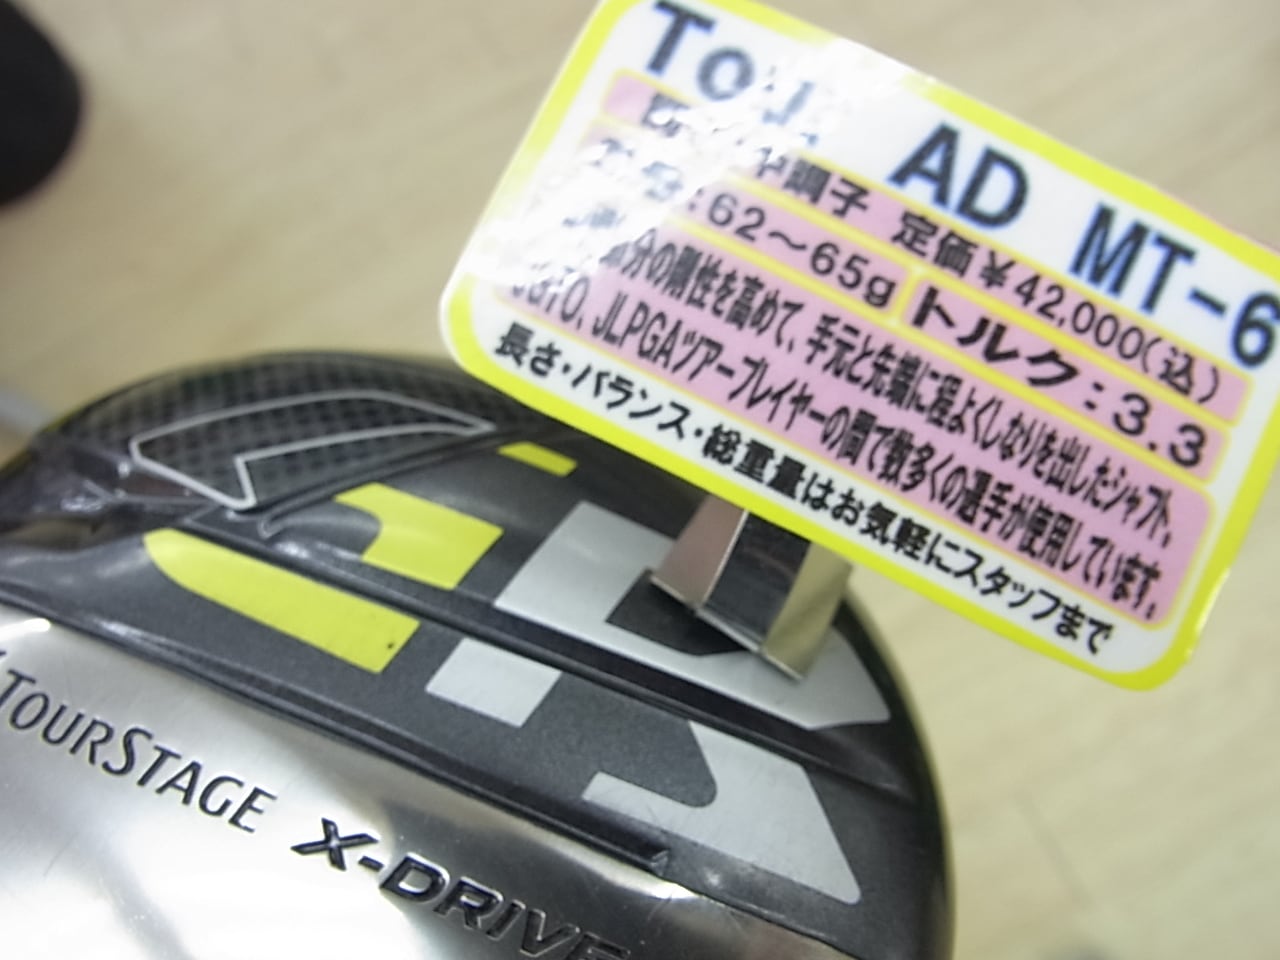 Tour AD MT-6
中調子 定価¥42,000(込)
:62～65g トルク:3.3
部分の剛性を高めて、手元と先端に程よくしなりを出したシャフト。
JGTO、JLPGAツアープレイヤーの間で数多くの選手が使用しています。
長さ・バランス・総重量はお気軽にスタッフまで
TOURSTAGE
X-DRIVE